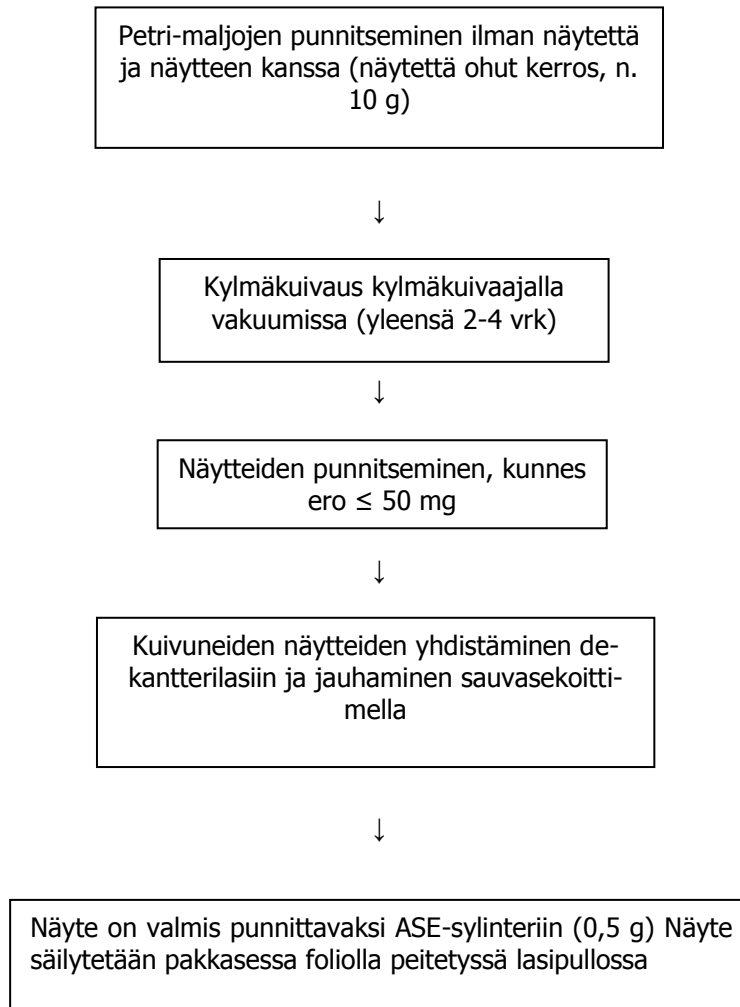 Petri-maljojen punnitseminen ilman näytettä
ja näytteen kanssa (näytettä ohut kerros, n.
10 g)
↓
Kylmäkuivaus kylmäkuivaajalla
vakuumissa (yleensä 2-4 vrk)
↓
Näytteiden punnitseminen, kunnes
ero ≤ 50 mg
↓
Kuivuneiden näytteiden yhdistäminen de-
kantterilasiin ja jauhaminen sauvasekoitti-
mella
↓
Näyte on valmis punnittavaksi ASE-sylinteriin (0,5 g) Näyte
säilytetään pakkasessa foliolla peitetyssä lasipullossa